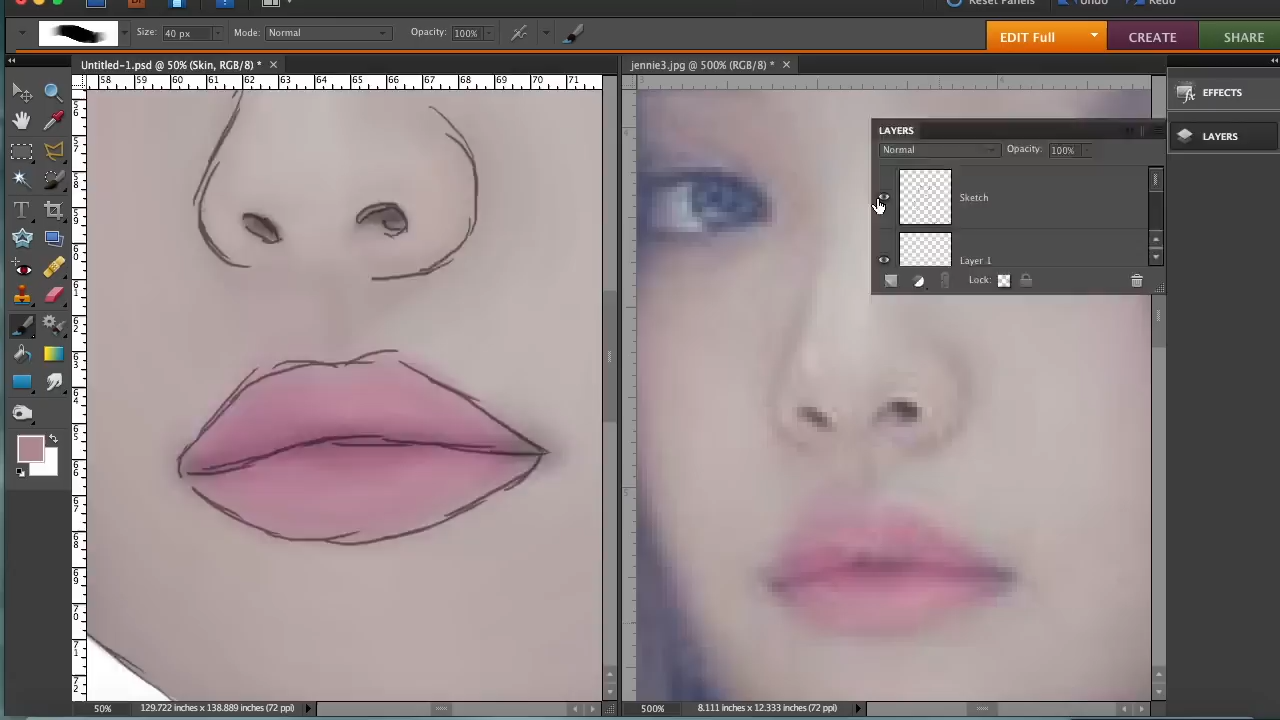 Reset Panels Undo Redo
Size: 40 px Mode: Normal Opacity: 100%
EDIT Full CREATE SHARE
Untitled-1.psd @ 50% (Skin, RGB/8) * × jennie3.jpg @ 500% (RGB/8) * ×
58 59 60 61 62 63 64 65 66 67 68 69 70 71
EFFECTS
LAYERS
LAYERS
Normal Opacity: 100%
Sketch
Layer 1
Lock:
50% 129.722 inches x 138.889 inches (72 ppi) 500% 8.111 inches x 12.333 inches (72 ppi)